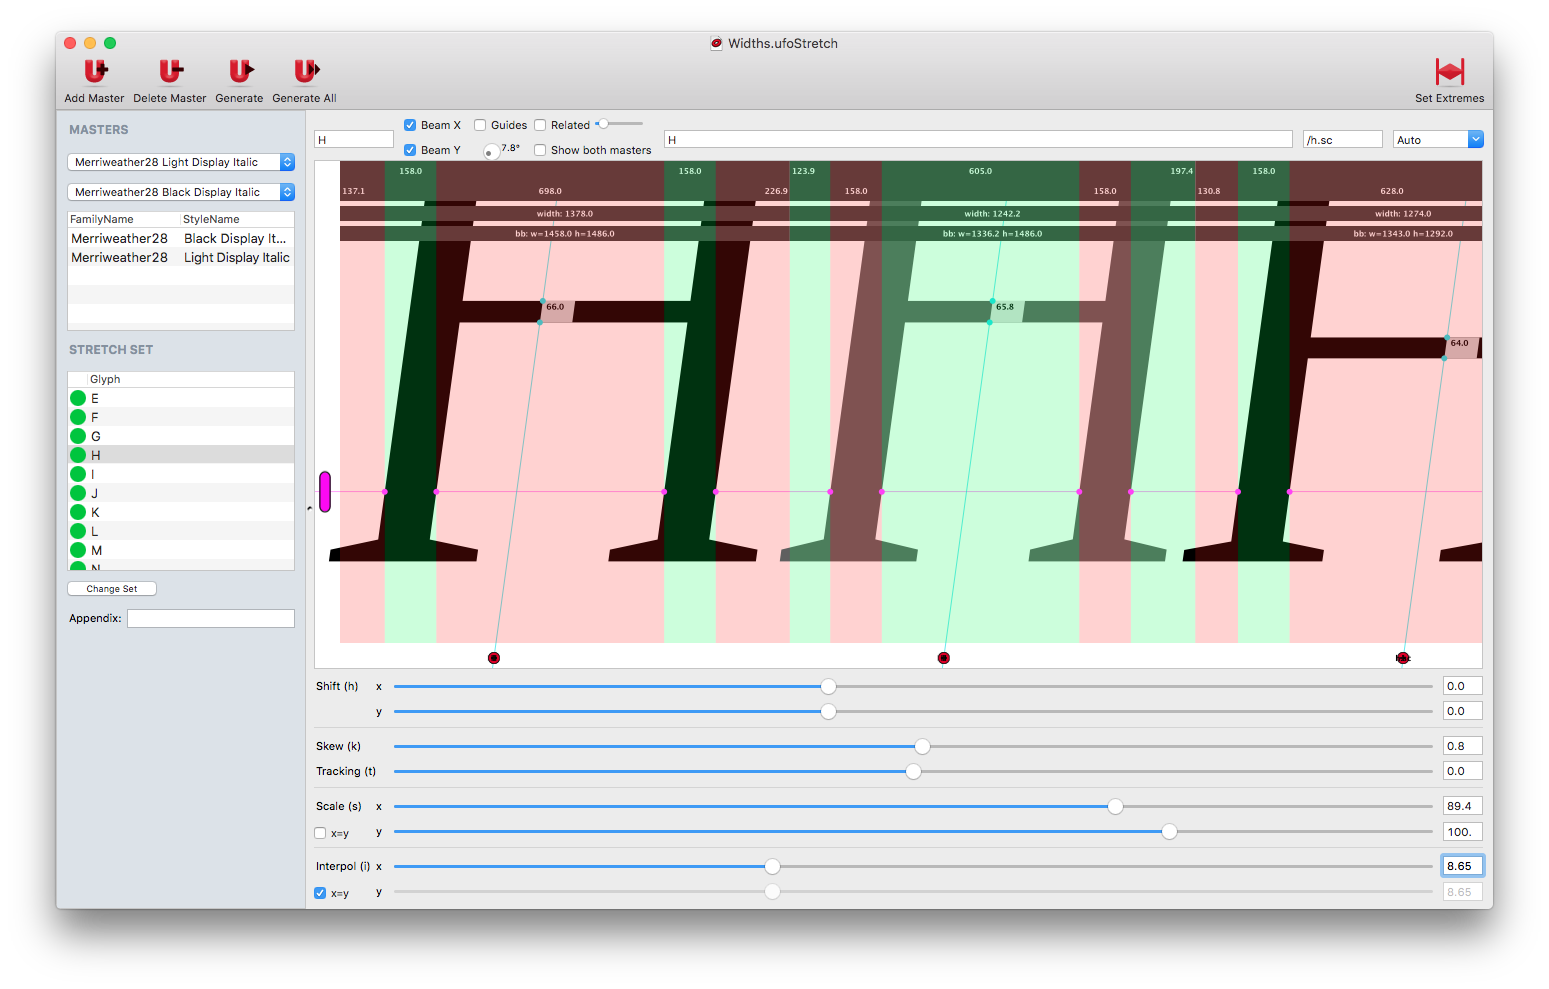 Widths.ufoStretch
Add Master Delete Master Generate Generate All Set Extremes
MASTERS
Merriweather28 Light Display Italic
Merriweather28 Black Display Italic
FamilyName StyleName
Merriweather28 Black Display It...
Merriweather28 Light Display Italic
STRETCH SET
Glyph
E
F
G
H
I
J
K
L
M
N
Change Set
Appendix:
H
Beam X Guides Related
Beam Y 7.8° Show both masters
H
/h.sc
Auto
158.0 158.0 123.9 605.0 197.4 158.0
137.1 698.0 226.9 158.0 158.0 130.8 628.0
width: 1378.0 width: 1242.2 width: 1274.0
bb: w=1458.0 h=1486.0 bb: w=1336.2 h=1486.0 bb: w=1343.0 h=1292.0
66.0 65.8
64.0
Shift (h) x 0.0
y 0.0
Skew (k) 0.8
Tracking (t) 0.0
Scale (s) x 89.4
x=y y 100.
Interpol (i) x 8.65
x=y y 8.65